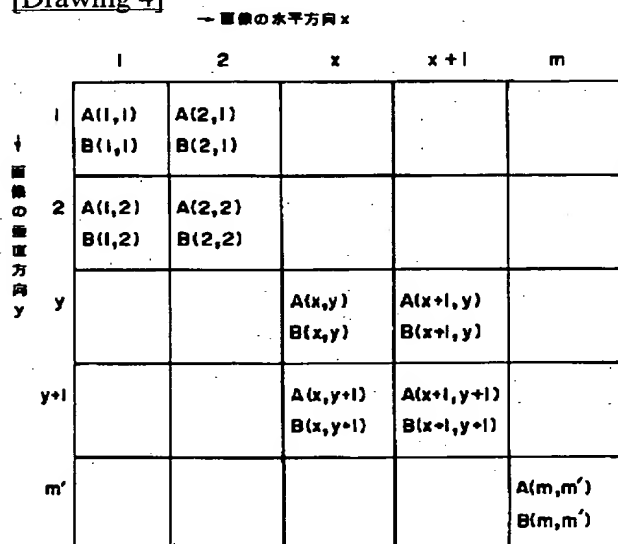 [Drawing 4]
→ 画像の水平方向x
1 2 x x+1 m
1 A(1,1) A(2,1)
B(1,1) B(2,1)
↓画像の垂直方向y
2 A(1,2) A(2,2)
B(1,2) B(2,2)
y A(x,y) A(x+1,y)
B(x,y) B(x+1,y)
y+1 A(x,y+1) A(x+1,y+1)
B(x,y+1) B(x+1,y+1)
m′ A(m,m′)
B(m,m′)